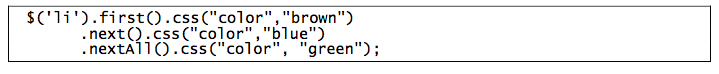 $('li').first().css("color","brown")
.next().css("color","blue")
.nextAll().css("color", "green");